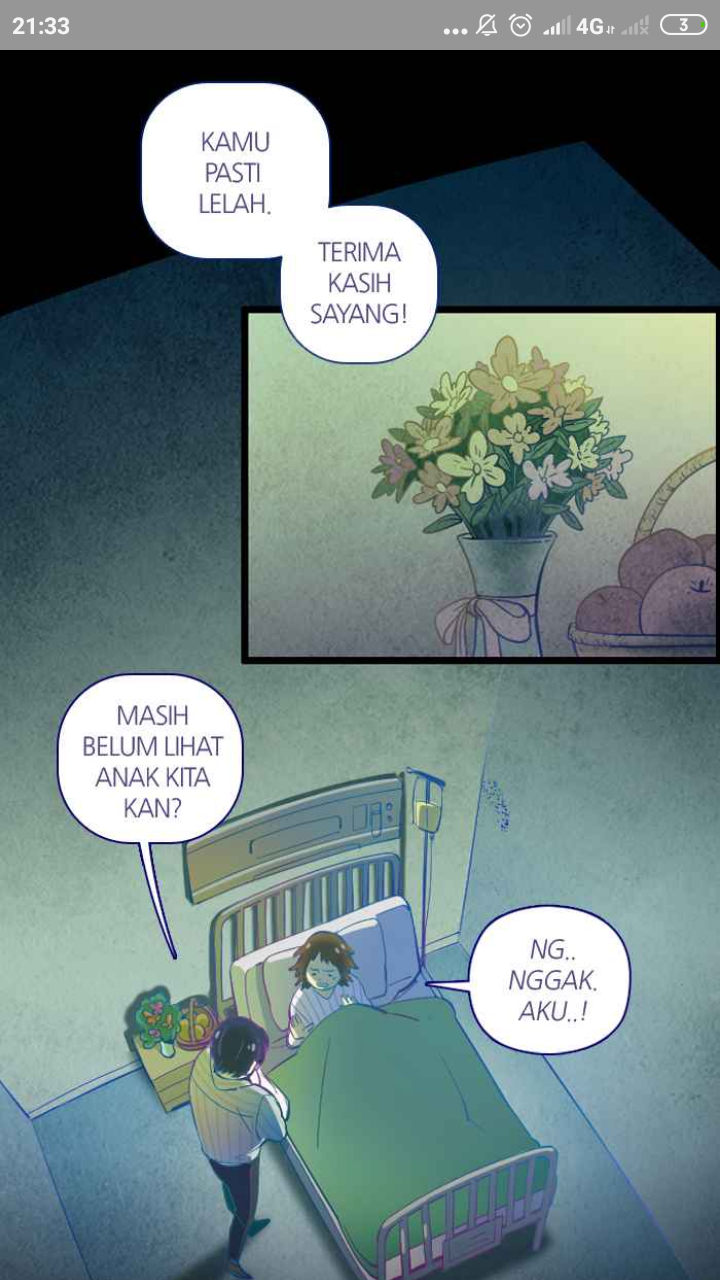 21:33
4G
3
KAMU
PASTI
LELAH.
TERIMA
KASIH
SAYANG!
MASIH
BELUM LIHAT
ANAK KITA
KAN?
NG..
NGGAK.
AKU..!